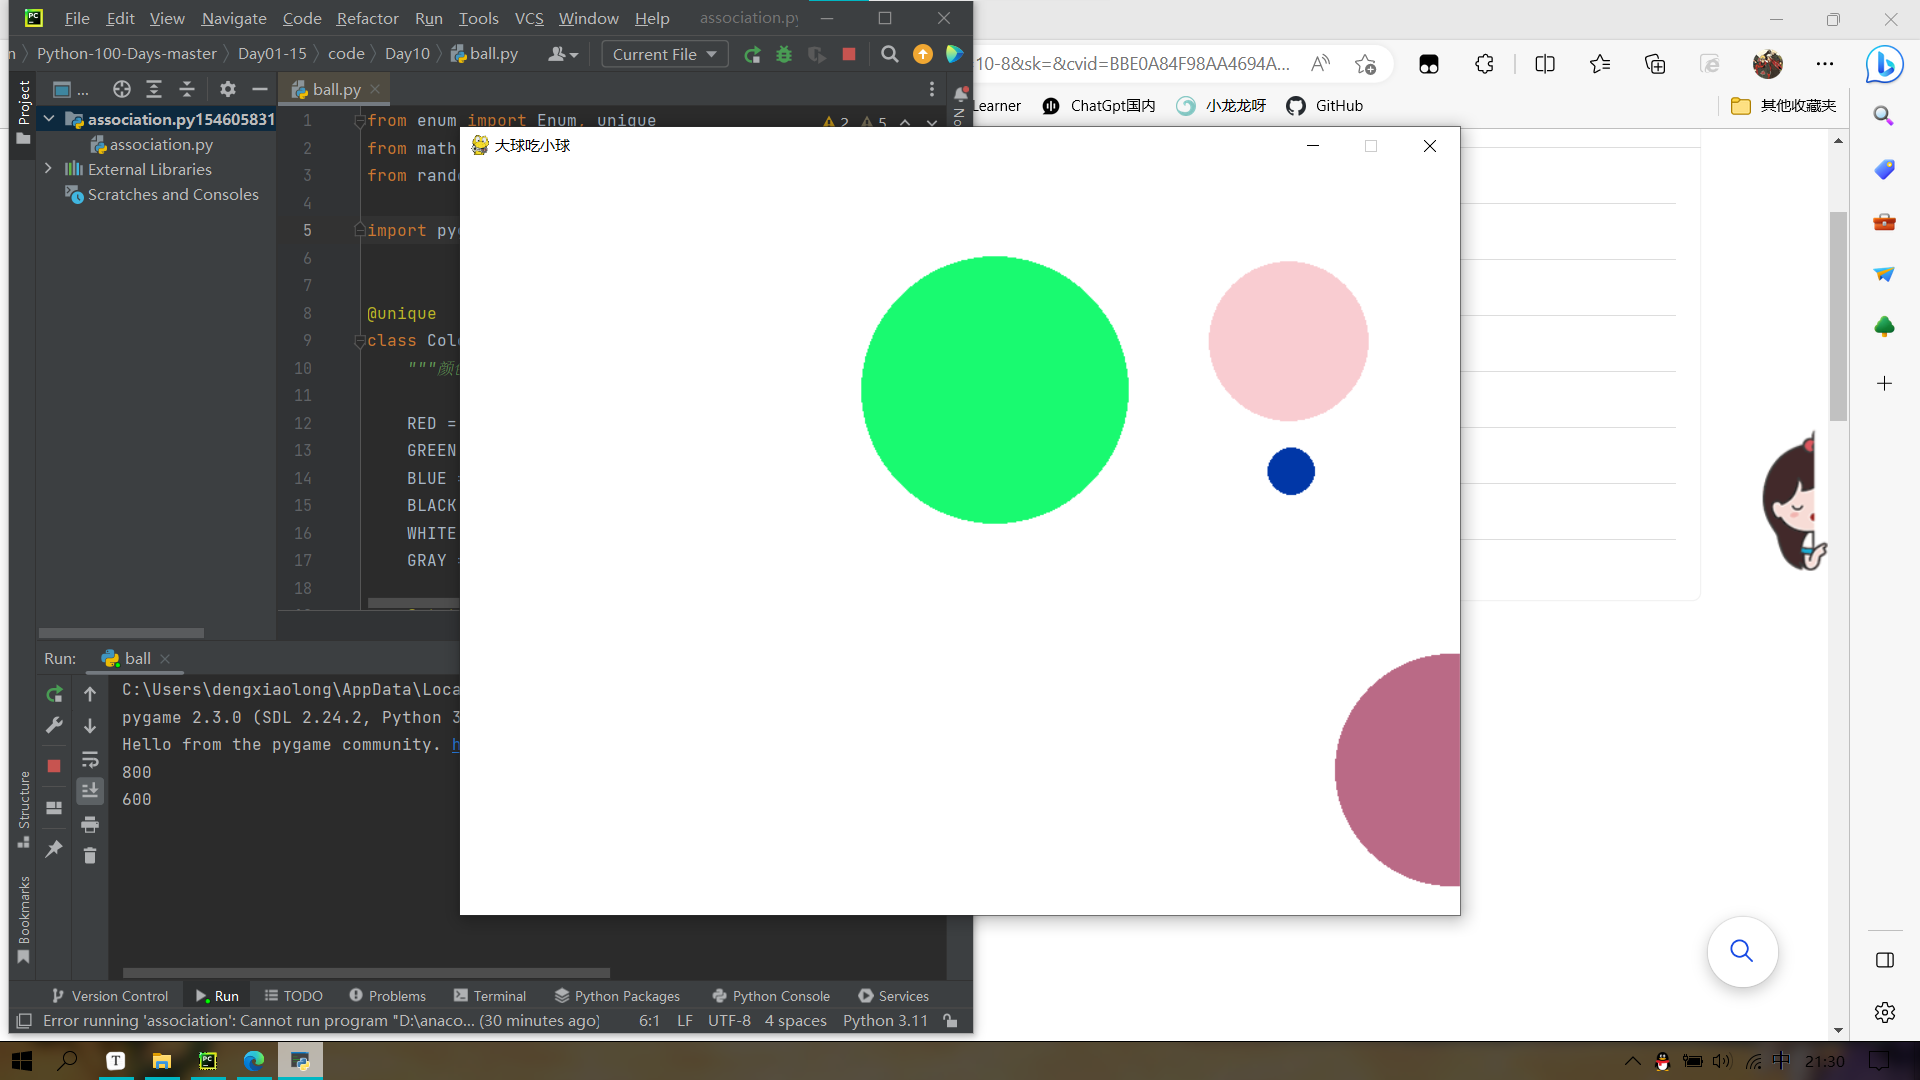 File Edit View Navigate Code Refactor Run Tools VCS Window Help association.py
n Python-100-Days-master Day01-15 code Day10 ball.py Current File
10-8&sk=&cvid=BBE0A84F98AA4694A...
Learner ChatGpt国内 小龙龙呀 GitHub 其他收藏夹
Project
...
ball.py
association.py154605831
association.py
External Libraries
Scratches and Consoles
1 from enum import Enum, unique
2 5
2 from math
3 from rand
4
5 import py
6
7
8 @unique
9 class Col
10 """颜
11
12 RED =
13 GREEN
14 BLUE =
15 BLACK
16 WHITE
17 GRAY =
18
大球吃小球
Run: ball
C:\Users\dengxiaolong\AppData\Loca
pygame 2.3.0 (SDL 2.24.2, Python 3
Hello from the pygame community. h
800
600
Structure
Bookmarks
Version Control Run TODO Problems Terminal Python Packages Python Console Services
Error running 'association': Cannot run program "D:\anaco... (30 minutes ago) 6:1 LF UTF-8 4 spaces Python 3.11
中 21:30